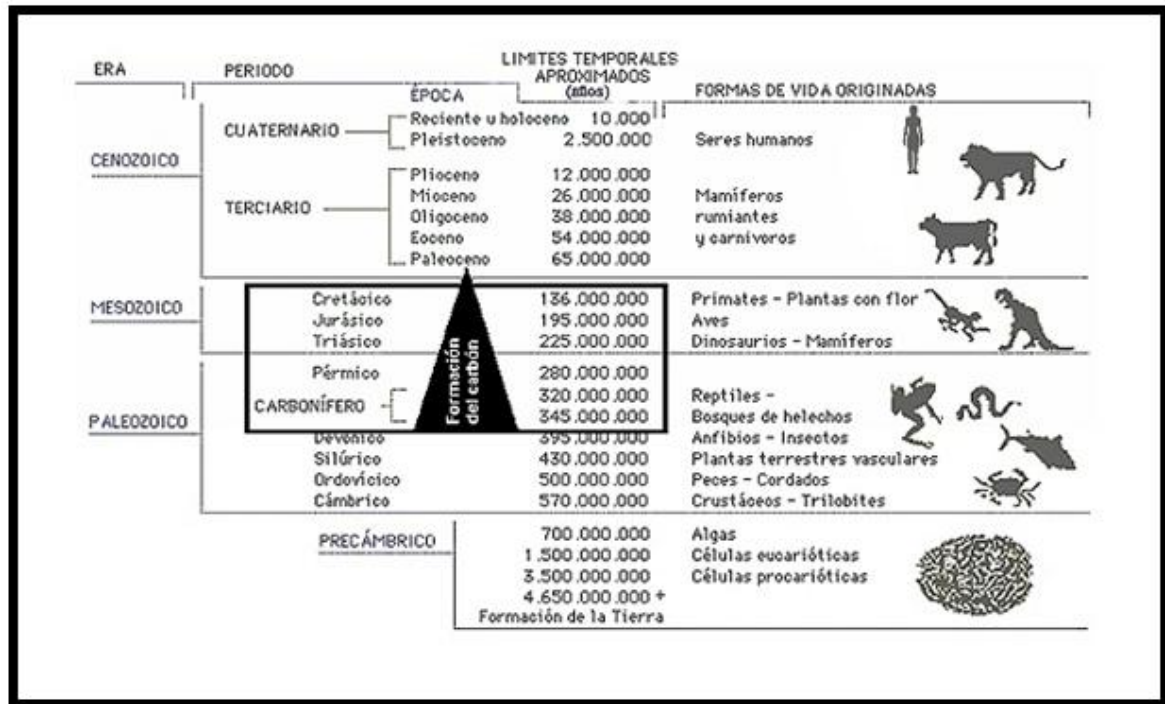 LIMITES TEMPORALES
ERA PERIODO APROXIMADOS
(años) FORMAS DE VIDA ORIGINADAS
ÉPOCA
Reciente u holoceno 10.000
CUATERNARIO Pleistoceno 2.500.000 Seres humanos
CENOZOICO
Plioceno 12.000.000
Mioceno 26.000.000 Mamíferos
TERCIARIO Oligoceno 38.000.000 rumiantes
Eoceno 54.000.000 y carnívoros
Paleoceno 65.000.000
MESOZOICO Cretácico 136.000.000 Primates - Plantas con flor
Jurásico 195.000.000 Aves
Triásico 225.000.000 Dinosaurios - Mamíferos
Pérmico 280.000.000
CARBONÍFERO 320.000.000 Reptiles -
PALEOZOICO 345.000.000 Bosques de helechos
Formación
del carbón
Devónico 395.000.000 Anfibios - Insectos
Silúrico 430.000.000 Plantas terrestres vasculares
Ordovícico 500.000.000 Peces - Cordados
Cámbrico 570.000.000 Crustáceos - Trilobites
PRECÁMBRICO 700.000.000 Algas
1.500.000.000 Células eucarióticas
3.500.000.000 Células procarióticas
4.650.000.000 +
Formación de la Tierra